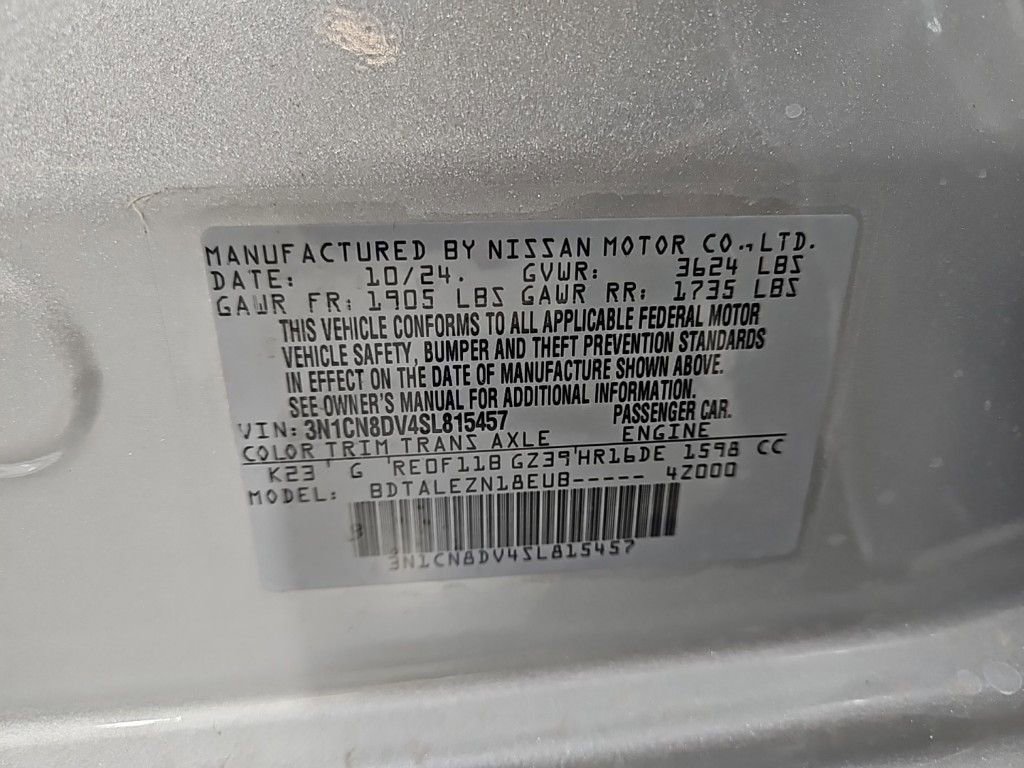 MANUFACTURED BY NISSAN MOTOR CO.,LTD.
DATE: 10/24. GVWR: 3624 LBS
GAWR FR: 1905 LBS GAWR RR: 1735 LBS
THIS VEHICLE CONFORMS TO ALL APPLICABLE FEDERAL MOTOR
VEHICLE SAFETY, BUMPER AND THEFT PREVENTION STANDARDS
IN EFFECT ON THE DATE OF MANUFACTURE SHOWN ABOVE.
SEE OWNER'S MANUAL FOR ADDITIONAL INFORMATION.
VIN: 3N1CN8DV4SL815457 PASSENGER CAR.
COLOR TRIM TRANS AXLE ENGINE
K23 G RE0F11B GZ39 HR16DE 1598 CC
MODEL: BDTALEZN18EUB----- 4Z000
3N1CN8DV4SL815457